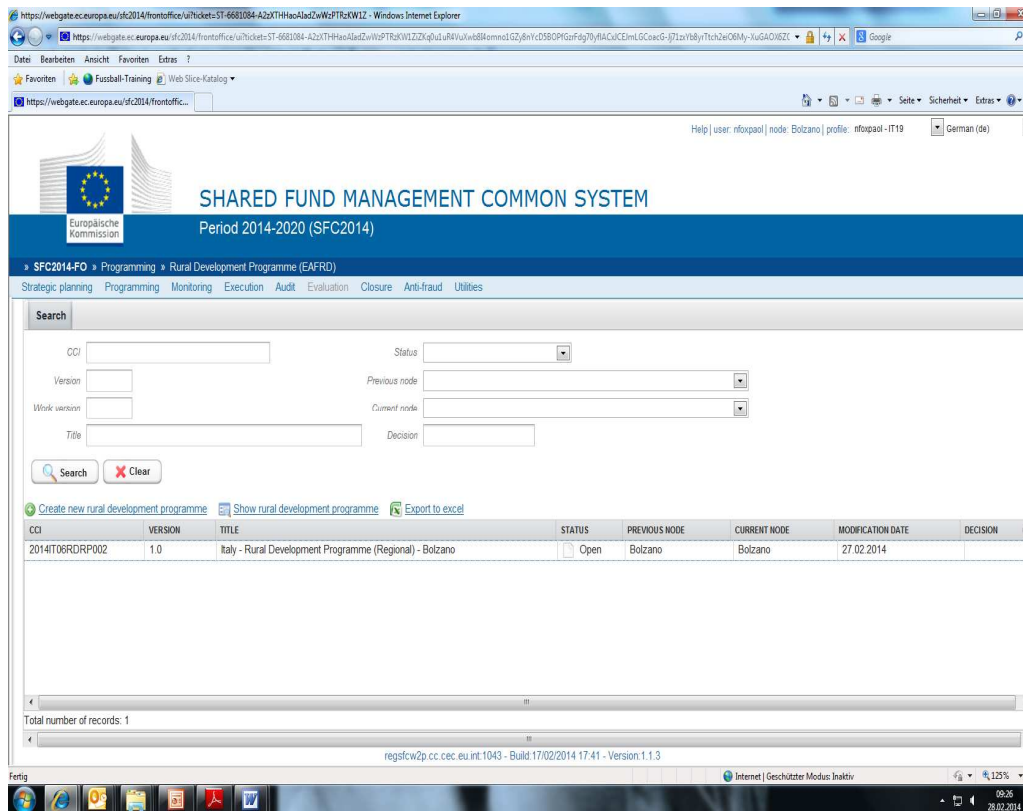 https://webgate.ec.europa.eu/sfc2014/frontoffice/ui?ticket=ST-6681084-A2zXTHHaoAIadZwWzPTRzKW1Z - Windows Internet Explorer
Google
Datei Bearbeiten Ansicht Favoriten Extras ?
Favoriten Fussball-Training Web Slice-Katalog
https://webgate.ec.europa.eu/sfc2014/frontoffic...
Seite Sicherheit Extras
Help | user: nfoxpaol | node: Bolzano | profile: nfoxpaol - IT19 German (de)
Europäische
Kommission
SHARED FUND MANAGEMENT COMMON SYSTEM
Period 2014-2020 (SFC2014)
» SFC2014-FO » Programming » Rural Development Programme (EAFRD)
Strategic planning Programming Monitoring Execution Audit Evaluation Closure Anti-fraud Utilities
Search
CCI Status
Version Previous node
Work version Current node
Title Decision
Search Clear
Create new rural development programme Show rural development programme Export to excel
CCI VERSION TITLE STATUS PREVIOUS NODE CURRENT NODE MODIFICATION DATE DECISION
2014IT06RDRP002 1.0 Italy - Rural Development Programme (Regional) - Bolzano Open Bolzano Bolzano 27.02.2014
Total number of records: 1
regsfcw2p.cc.cec.eu.int:1043 - Build:17/02/2014 17:41 - Version:1.1.3
Fertig Internet | Geschützter Modus: Inaktiv 125%
09:26
28.02.2014